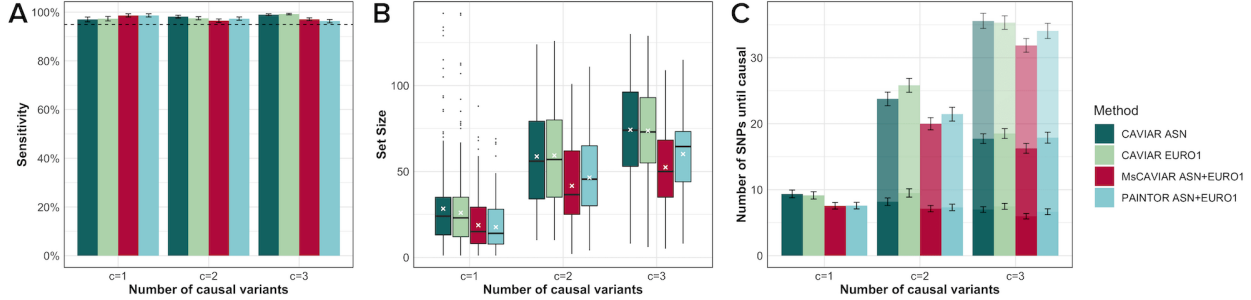 A
Sensitivity
100%
80%
60%
40%
20%
0%
c=1
c=2
c=3
Number of causal variants
B
Set Size
100
50
0
c=1
c=2
c=3
Number of causal variants
C
Number of SNPs until causal
30
20
10
0
c=1
c=2
c=3
Number of causal variants
Method
CAVIAR ASN
CAVIAR EURO1
MsCAVIAR ASN+EURO1
PAINTOR ASN+EURO1